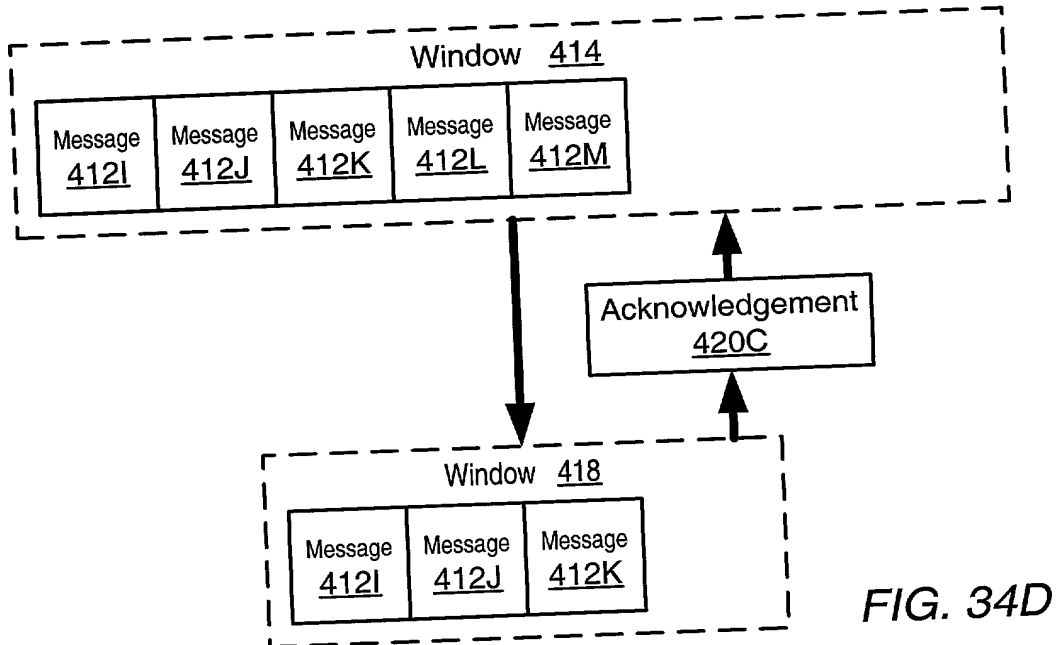 Window 414
Message Message Message Message Message
412I 412J 412K 412L 412M
Acknowledgement
420C
Window 418
Message Message Message
412I 412J 412K
FIG. 34D